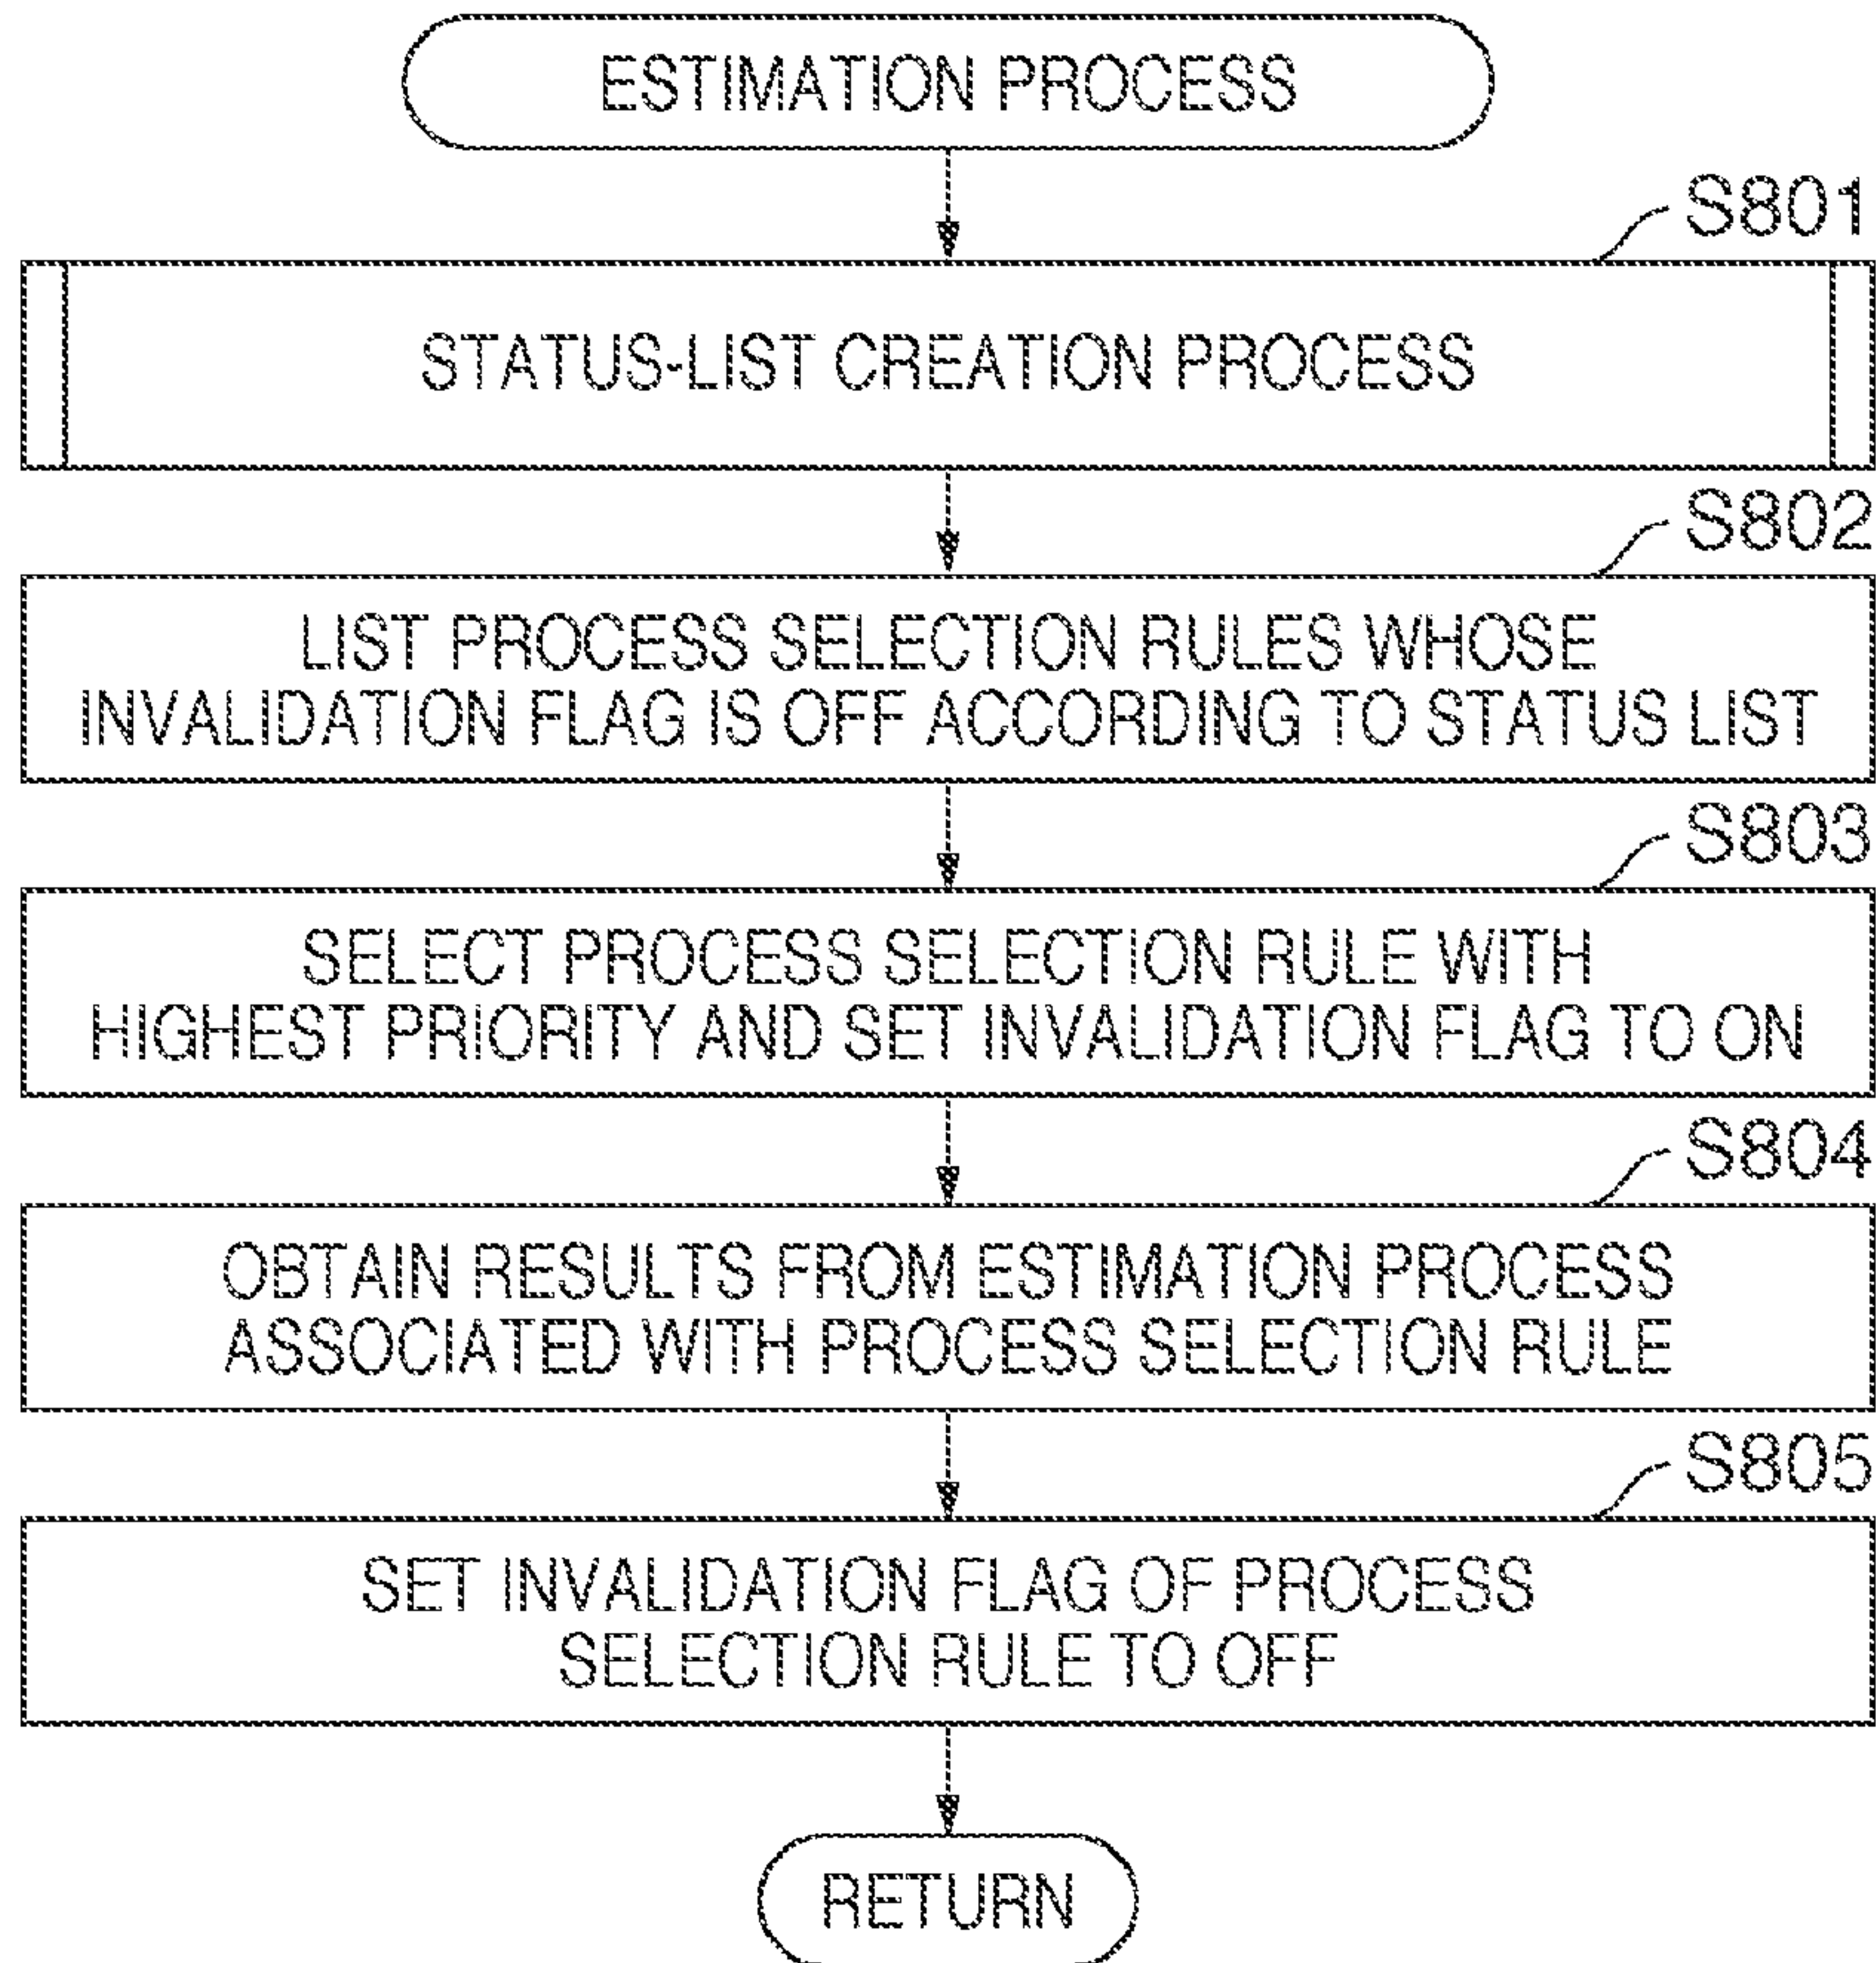 ESTIMATION PROCESS
S801
STATUS-LIST CREATION PROCESS
S802
LIST PROCESS SELECTION RULES WHOSE
INVALIDATION FLAG IS OFF ACCORDING TO STATUS LIST
S803
SELECT PROCESS SELECTION RULE WITH
HIGHEST PRIORITY AND SET INVALIDATION FLAG TO ON
S804
OBTAIN RESULTS FROM ESTIMATION PROCESS
ASSOCIATED WITH PROCESS SELECTION RULE
S805
SET INVALIDATION FLAG OF PROCESS
SELECTION RULE TO OFF
RETURN